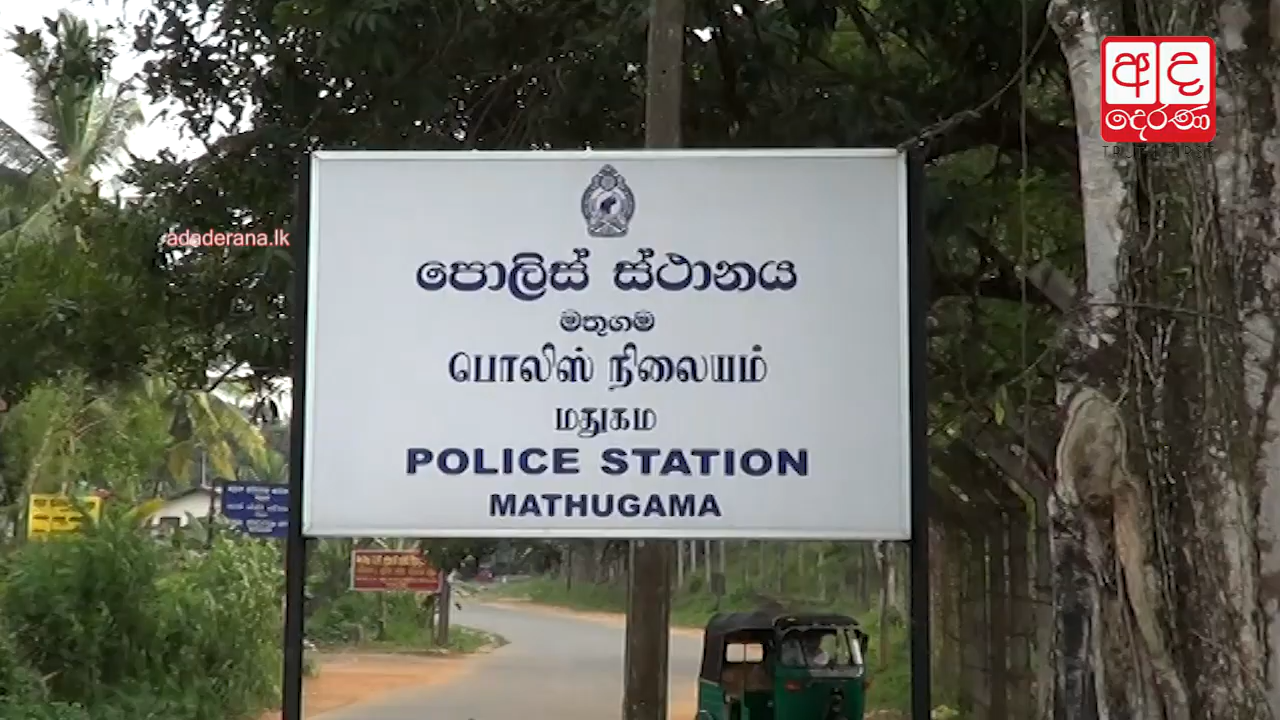 අද
දෙරණ
adaderana.lk
පොලිස් ස්ථානය
මතුගම
பொலிஸ் நிலையம்
மதுகம
POLICE STATION
MATHUGAMA